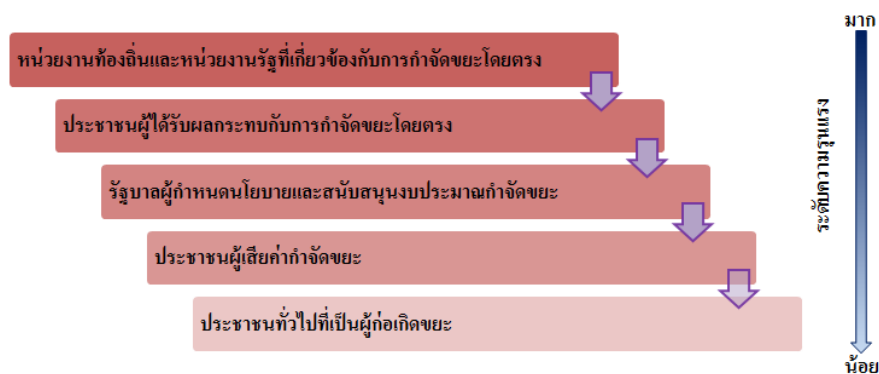 มาก
หน่วยงานท้องถิ่นและหน่วยงานรัฐที่เกี่ยวข้องกับการกำจัดขยะโดยตรง
ประชาชนผู้ได้รับผลกระทบกับการกำจัดขยะโดยตรง
รัฐบาลผู้กำหนดนโยบายและสนับสนุนงบประมาณกำจัดขยะ
ประชาชนผู้เสียค่ากำจัดขยะ
ประชาชนทั่วไปที่เป็นผู้ก่อเกิดขยะ
ระดับความรุนแรง
น้อย